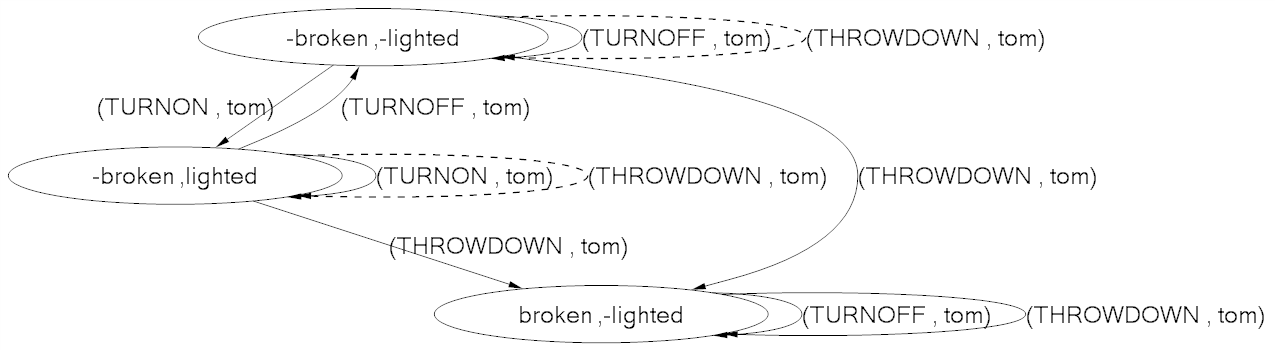 -broken ,-lighted
(TURNOFF , tom)
(THROWDOWN , tom)
(TURNON , tom)
(TURNOFF , tom)
-broken ,lighted
(TURNON , tom)
(THROWDOWN , tom)
(THROWDOWN , tom)
(THROWDOWN , tom)
broken ,-lighted
(TURNOFF , tom)
(THROWDOWN , tom)